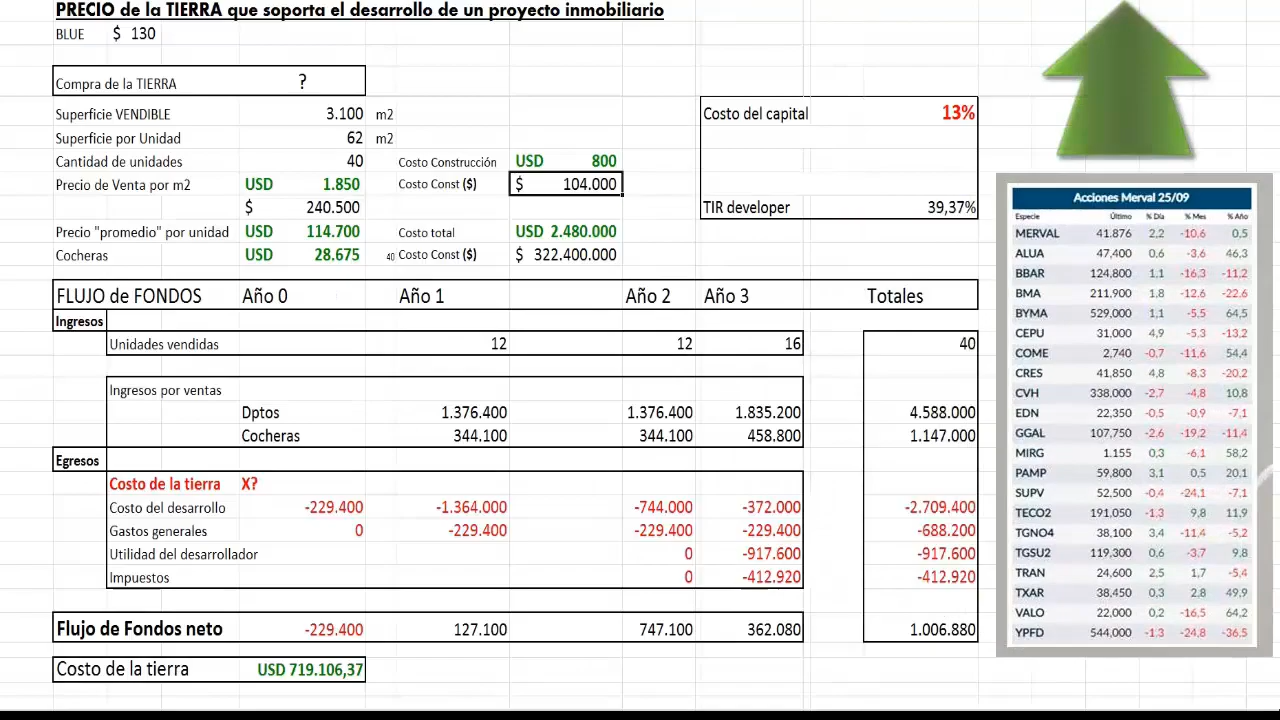 PRECIO de la TIERRA que soporta el desarrollo de un proyecto inmobiliario
BLUE $ 130
Compra de la TIERRA ?
Superficie VENDIBLE 3.100 m2
Costo del capital 13%
Superficie por Unidad 62 m2
Cantidad de unidades 40 Costo Construcción USD 800
Precio de Venta por m2 USD 1.850 Costo Const ($) $ 104.000
$ 240.500
TIR developer 39,37%
Precio "promedio" por unidad USD 114.700 Costo total USD 2.480.000
Cocheras USD 28.675 40 Costo Const ($) $ 322.400.000
FLUJO de FONDOS Año 0 Año 1 Año 2 Año 3 Totales
Ingresos
Unidades vendidas 12 12 16 40
Ingresos por ventas
Dptos 1.376.400 1.376.400 1.835.200 4.588.000
Cocheras 344.100 344.100 458.800 1.147.000
Egresos
Costo de la tierra X?
Costo del desarrollo -229.400 -1.364.000 -744.000 -372.000 -2.709.400
Gastos generales 0 -229.400 -229.400 -229.400 -688.200
Utilidad del desarrollador 0 -917.600 -917.600
Impuestos 0 -412.920 -412.920
Flujo de Fondos neto -229.400 127.100 747.100 362.080 1.006.880
Costo de la tierra USD 719.106,37
Acciones Merval 25/09
Especie Último % Día % Mes % Año
MERVAL 41.876 2,2 -10,6 0,5
ALUA 47,400 0,6 -3,6 46,3
BBAR 124,800 1,1 -16,3 -11,2
BMA 211,900 1,8 -12,6 -22,6
BYMA 529,000 1,1 -5,5 64,5
CEPU 31,000 4,9 -5,3 -13,2
COME 2,740 -0,7 -11,6 54,4
CRES 41,850 4,8 -8,3 -20,2
CVH 338,000 -2,7 -4,8 10,8
EDN 22,350 -0,5 -0,9 -7,1
GGAL 107,750 -2,6 -19,2 -11,4
MIRG 1.155 0,3 -6,1 58,2
PAMP 59,800 3,1 0,5 20,1
SUPV 52,500 -0,4 -24,1 -7,1
TECO2 191,050 -1,3 9,8 11,9
TGNO4 38,100 3,4 -11,4 -5,2
TGSU2 119,300 0,6 -3,7 9,8
TRAN 24,600 2,5 1,7 -5,4
TXAR 38,450 0,3 2,8 49,9
VALO 22,000 0,2 -16,5 64,2
YPFD 544,000 -1,3 -24,8 -36,5